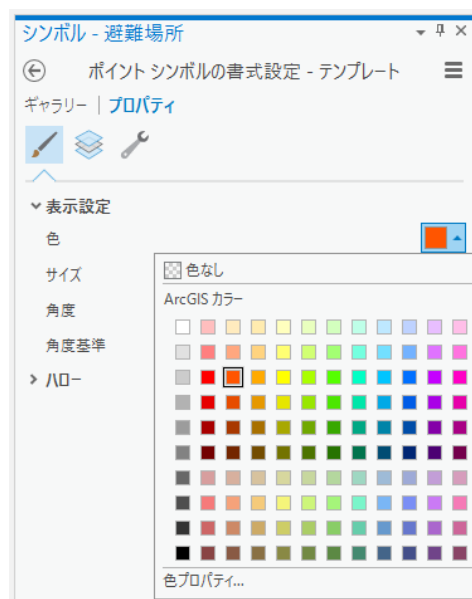 シンボル - 避難場所
ポイント シンボルの書式設定 - テンプレート
ギャラリー | プロパティ
表示設定
色
サイズ
角度
角度基準
ハロー
色なし
ArcGIS カラー
色プロパティ...